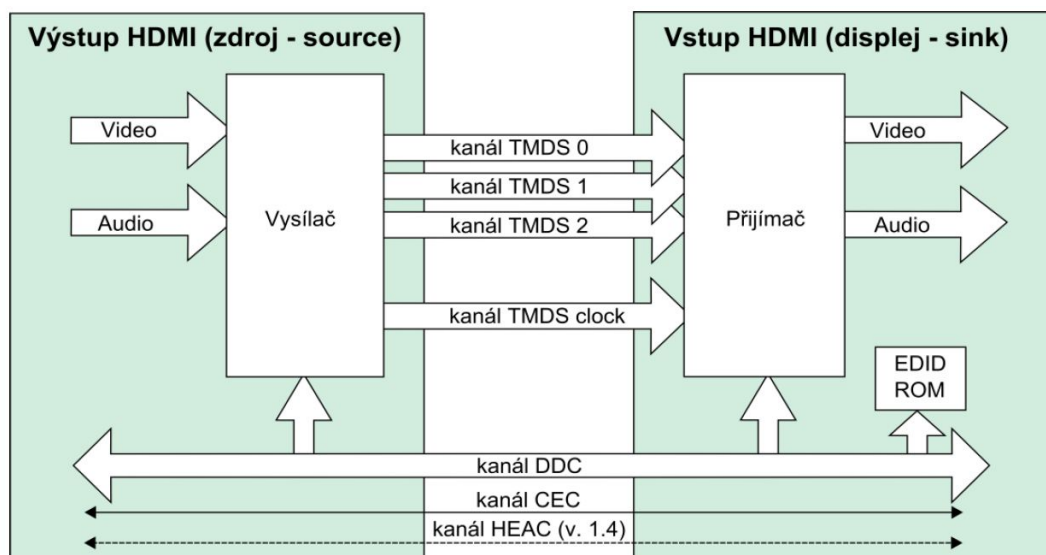 Výstup HDMI (zdroj - source)
Vstup HDMI (displej - sink)
Video
Audio
Vysílač
kanál TMDS 0
kanál TMDS 1
kanál TMDS 2
kanál TMDS clock
Přijímač
Video
Audio
EDID
ROM
kanál DDC
kanál CEC
kanál HEAC (v. 1.4)